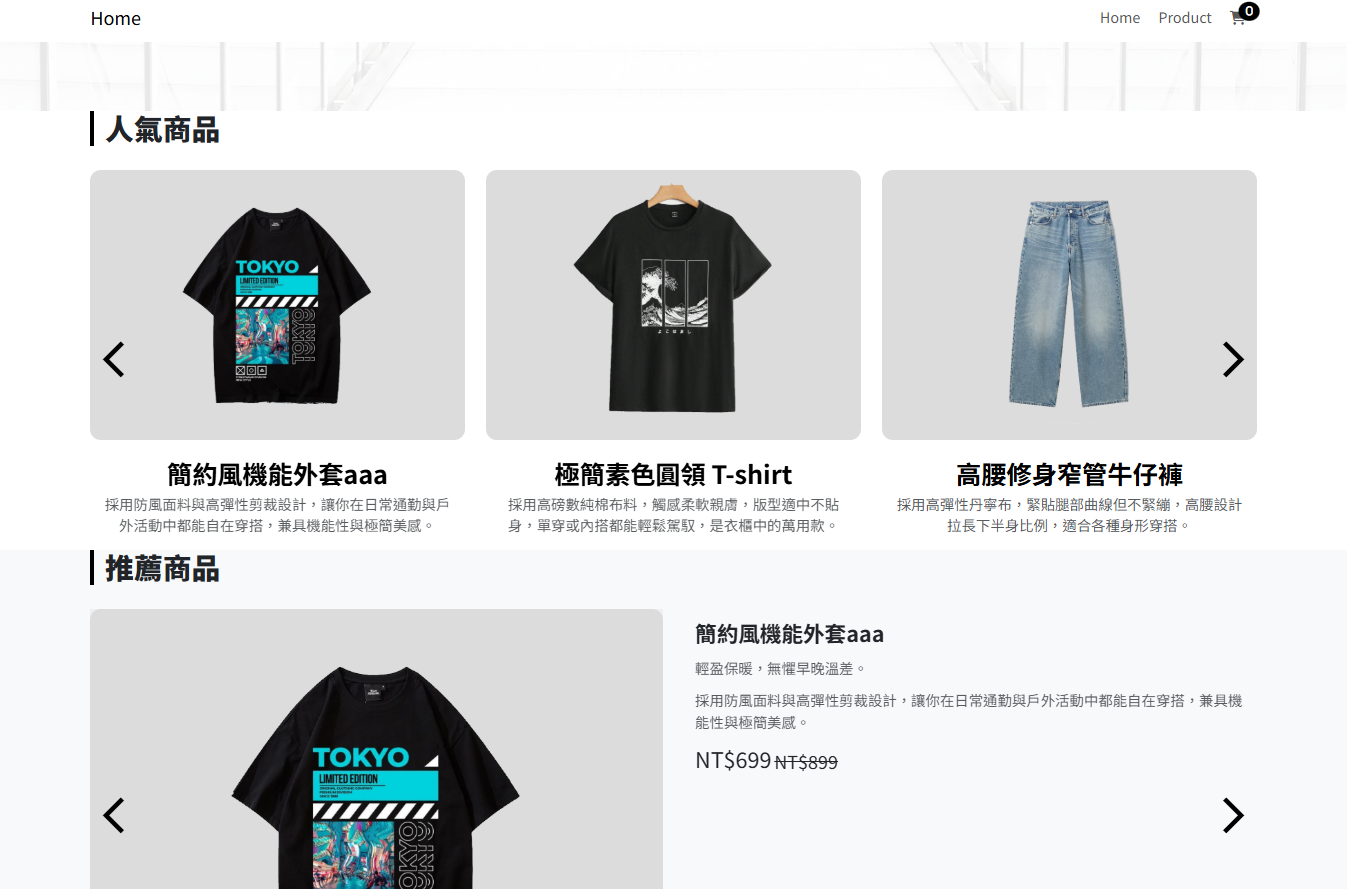 Home
Home Product 0
人氣商品
TOKYO
LIMITED EDITION
TOKYO
簡約風機能外套aaa
採用防風面料與高彈性剪裁設計，讓你在日常通勤與戶
外活動中都能自在穿搭，兼具機能性與極簡美感。
極簡素色圓領 T-shirt
採用高磅數純棉布料，觸感柔軟親膚，版型適中不貼
身，單穿或內搭都能輕鬆駕馭，是衣櫃中的萬用款。
高腰修身窄管牛仔褲
採用高彈性丹寧布，緊貼腿部曲線但不緊繃，高腰設計
拉長下半身比例，適合各種身形穿搭。
推薦商品
TOKYO
LIMITED EDITION
TOKYO
簡約風機能外套aaa
輕盈保暖，無懼早晚溫差。
採用防風面料與高彈性剪裁設計，讓你在日常通勤與戶外活動中都能自在穿搭，兼具機
能性與極簡美感。
NT$699 NT$899